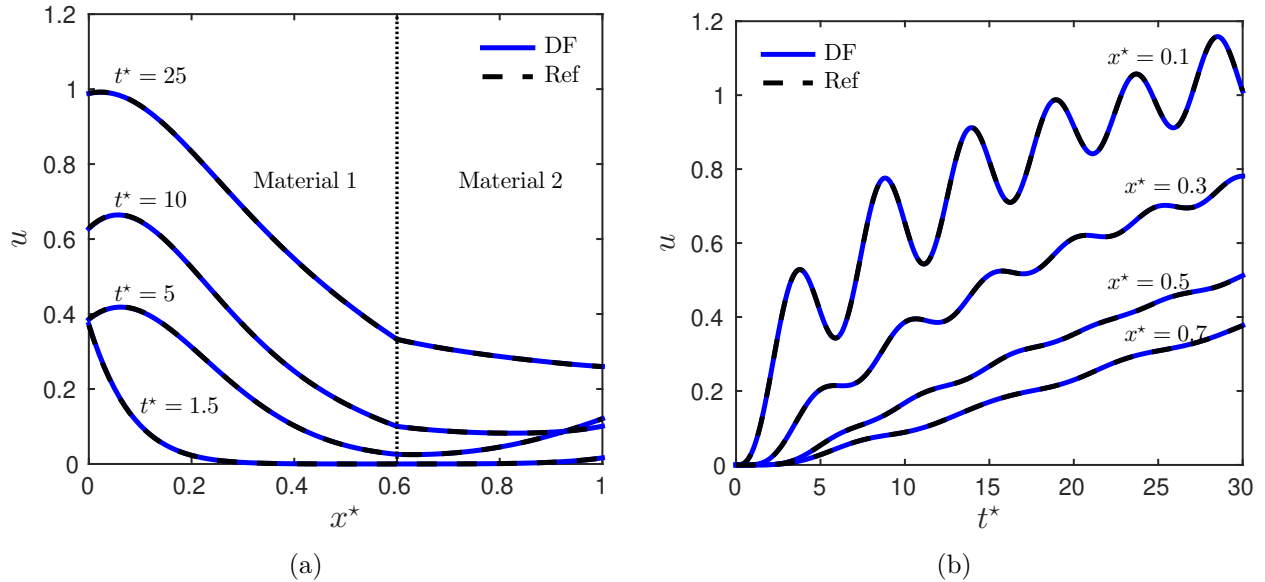 1.2
1
0.8
0.6
0.4
0.2
0
u
DF
Ref
t⋆ = 25
Material 1
Material 2
t⋆ = 10
t⋆ = 5
t⋆ = 1.5
0 0.2 0.4 0.6 0.8 1
x⋆
(a)
1.2
1
0.8
0.6
0.4
0.2
0
u
DF
Ref
x⋆ = 0.1
x⋆ = 0.3
x⋆ = 0.5
x⋆ = 0.7
0 5 10 15 20 25 30
t⋆
(b)